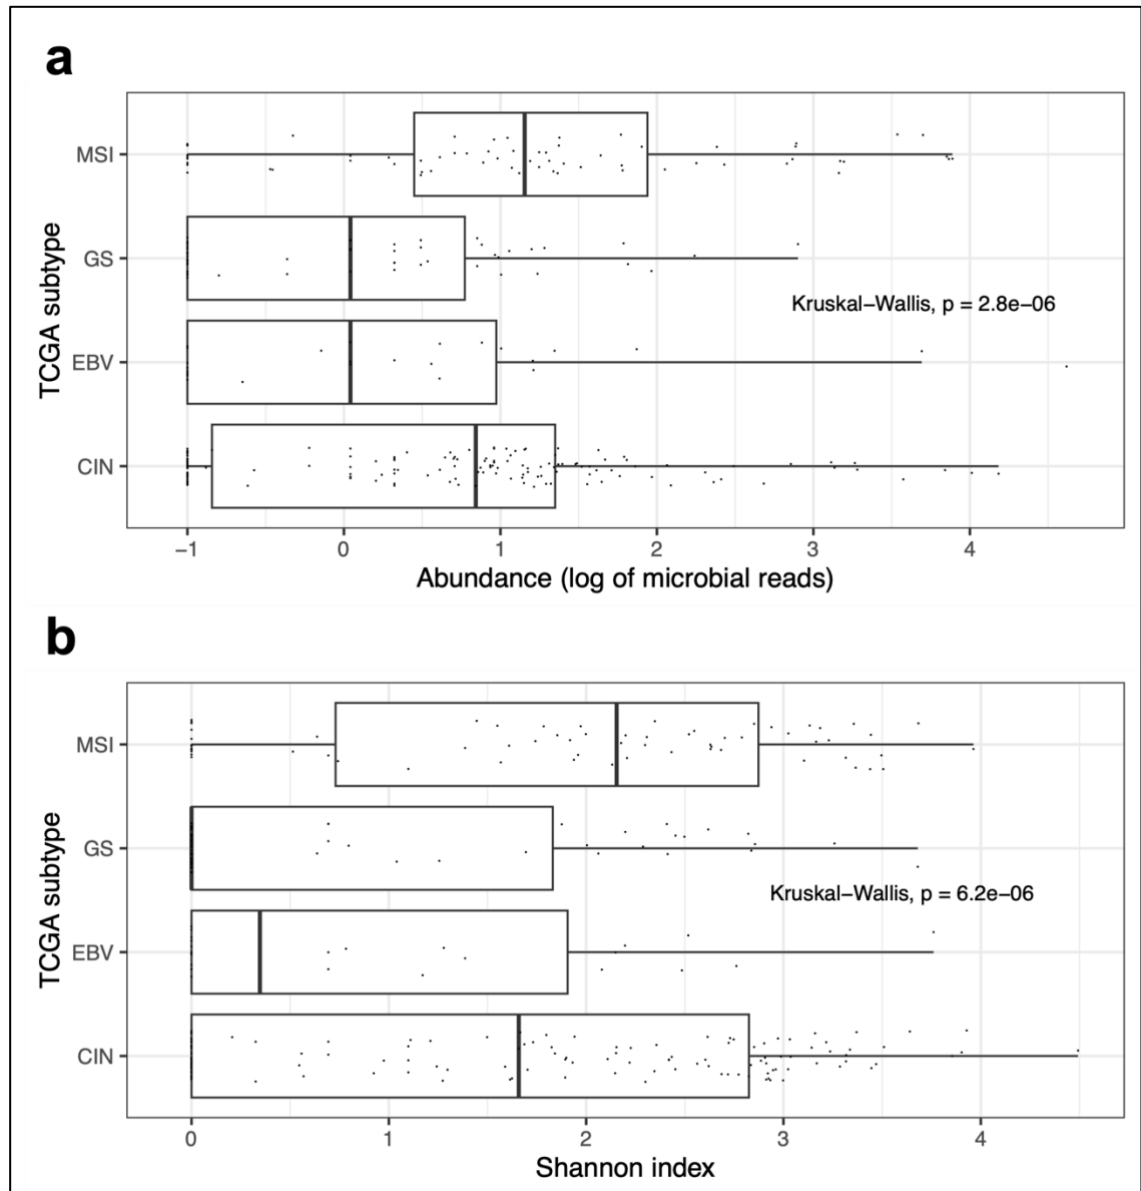 a
TCGA subtype
MSI
GS
EBV
CIN
Kruskal−Wallis, p = 2.8e−06
−1 0 1 2 3 4
Abundance (log of microbial reads)
b
TCGA subtype
MSI
GS
EBV
CIN
Kruskal−Wallis, p = 6.2e−06
0 1 2 3 4
Shannon index